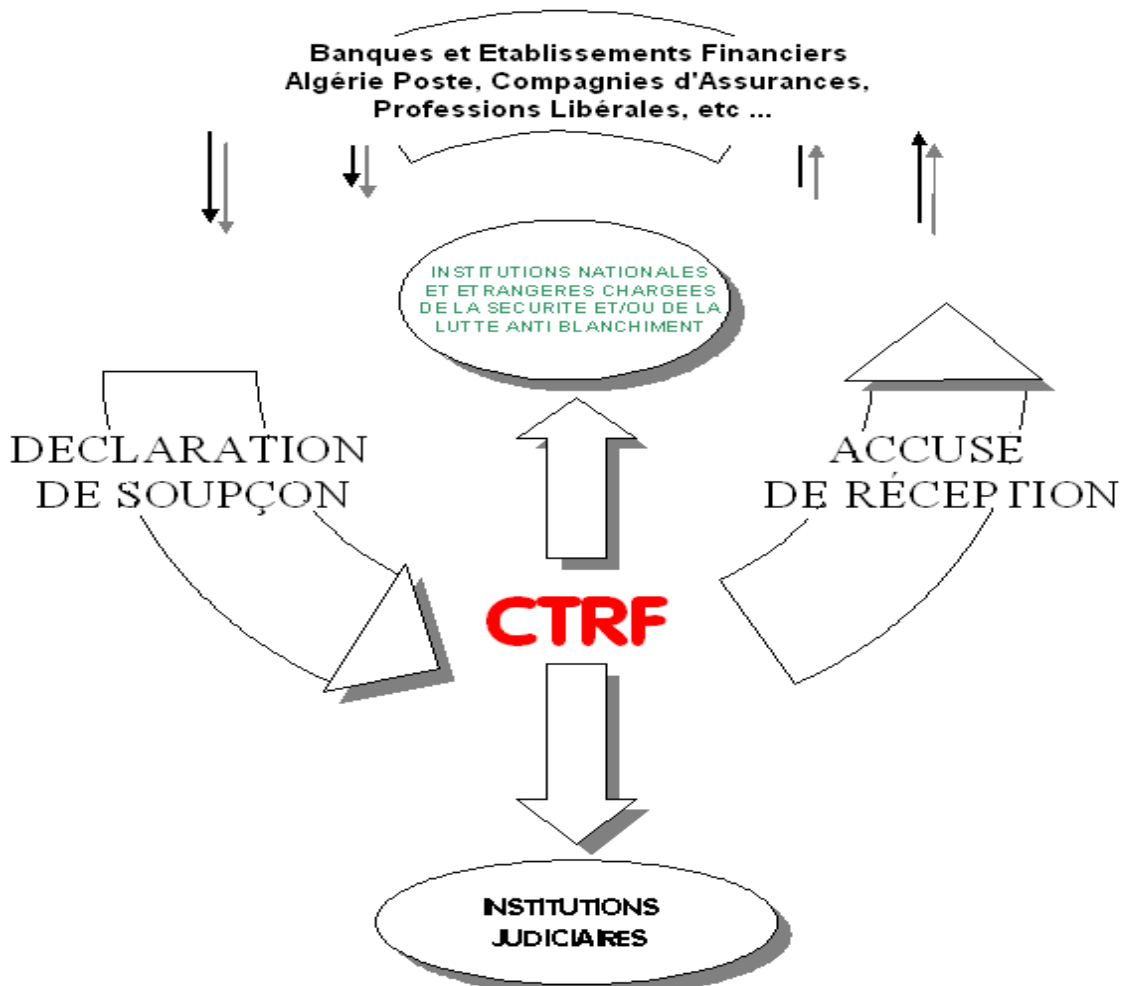 Banques et Etablissements Financiers
Algérie Poste, Compagnies d'Assurances,
Professions Libérales, etc ...
INSTITUTIONS NATIONALES
ET ETRANGERES CHARGEES
DE LA SECURITE ET/OU DE LA
LUTTE ANTI BLANCHIMENT
DECLARATION
DE SOUPÇON
ACCUSE
DE RÉCEPTION
CTRF
INSTITUTIONS
JUDICIAIRES